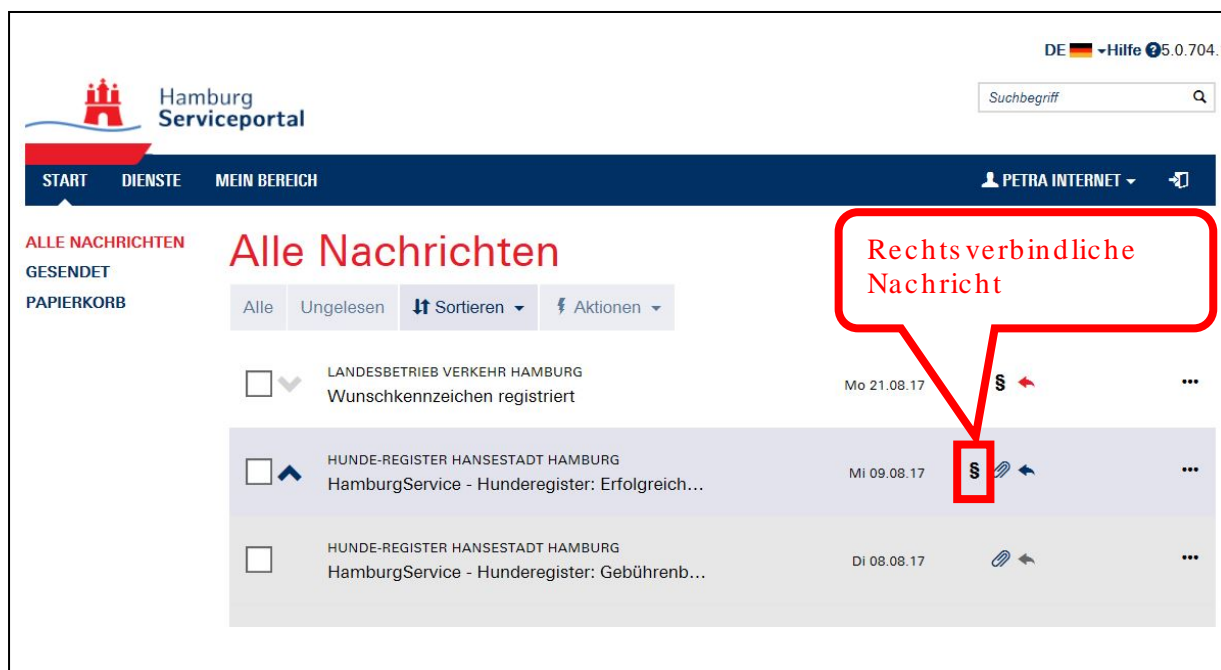 DE Hilfe ?5.0.704.
Hamburg
Serviceportal
Suchbegriff
START DIENSTE MEIN BEREICH PETRA INTERNET
ALLE NACHRICHTEN
GESENDET
PAPIERKORB
Alle Nachrichten
Rechtsverbindliche
Nachricht
Alle Ungelesen Sortieren Aktionen
LANDESBETRIEB VERKEHR HAMBURG
Wunschkennzeichen registriert
Mo 21.08.17 § •••
HUNDE-REGISTER HANSESTADT HAMBURG
HamburgService - Hunderegister: Erfolgreich...
Mi 09.08.17 § •••
HUNDE-REGISTER HANSESTADT HAMBURG
HamburgService - Hunderegister: Gebührenb...
Di 08.08.17 •••